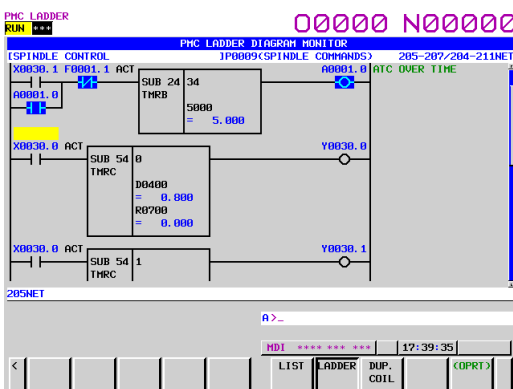 PMC LADDER
RUN ***
O0000 N00000
PMC LADDER DIAGRAM MONITOR
[SPINDLE CONTROL ]P0009(SPINDLE COMMANDS) 205-207/204-211NET
X0030.1 F0001.1 ACT A0001.0 ATC OVER TIME
SUB 24 34
TMRB
A0001.0
5000
= 5.000
X0030.0 ACT Y0030.0
SUB 54 0
TMRC
D0400
= 0.800
R0700
= 0.000
X0030.0 ACT Y0030.1
SUB 54 1
TMRC
205NET
A>_
MDI **** *** *** 17:39:35
< LIST LADDER DUP. COIL (OPRT)